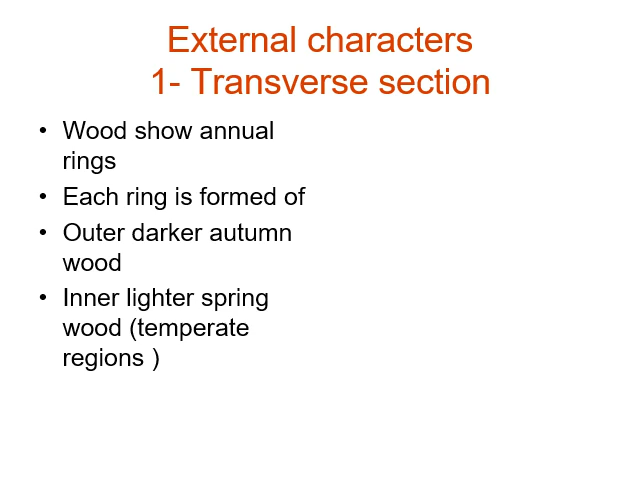 External characters
1- Transverse section
• Wood show annual
rings
• Each ring is formed of
• Outer darker autumn
wood
• Inner lighter spring
wood (temperate
regions )